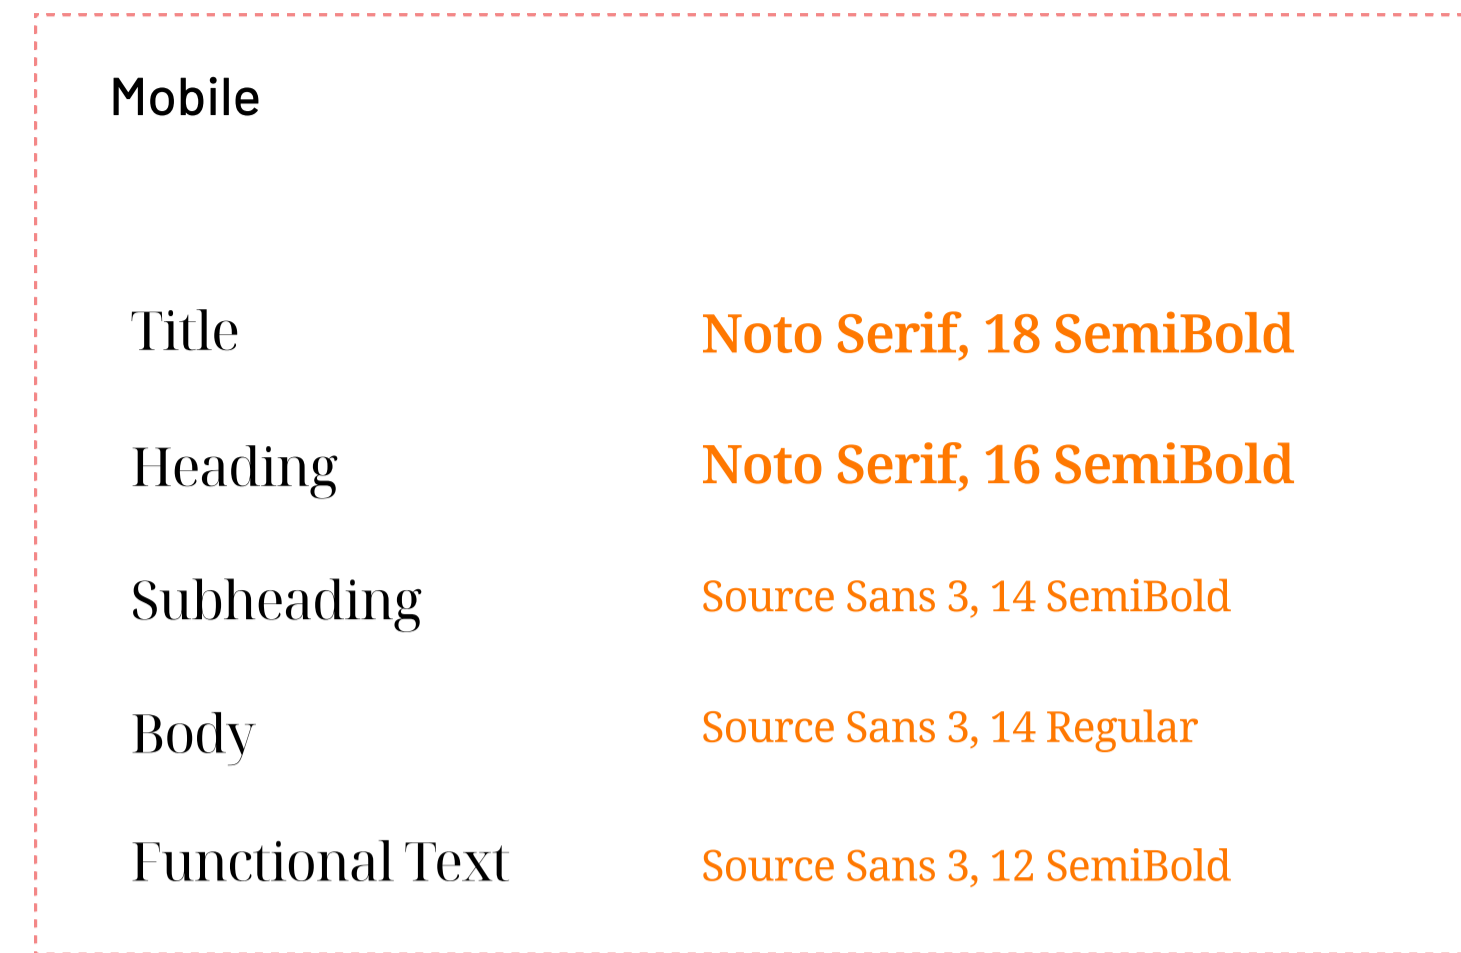 Mobile
Title
Noto Serif, 18 SemiBold
Heading
Noto Serif, 16 SemiBold
Subheading
Source Sans 3, 14 SemiBold
Body
Source Sans 3, 14 Regular
Functional Text
Source Sans 3, 12 SemiBold